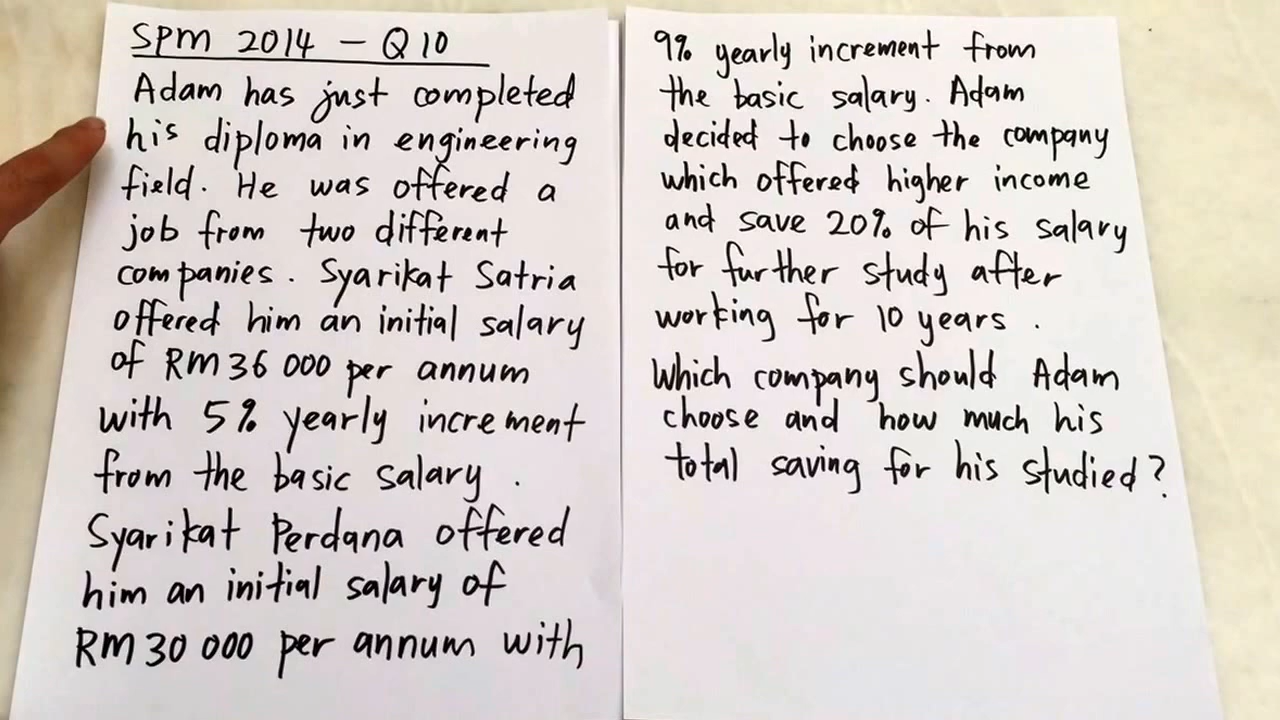 SPM 2014 - Q10
Adam has just completed
his diploma in engineering
field. He was offered a
job from two different
companies. Syarikat Satria
offered him an initial salary
of RM 36 000 per annum
with 5% yearly increment
from the basic salary.
Syarikat Perdana offered
him an initial salary of
RM 30 000 per annum with
9% yearly increment from
the basic salary. Adam
decided to choose the company
which offered higher income
and save 20% of his salary
for further study after
working for 10 years.
Which company should Adam
choose and how much his
total saving for his studied?